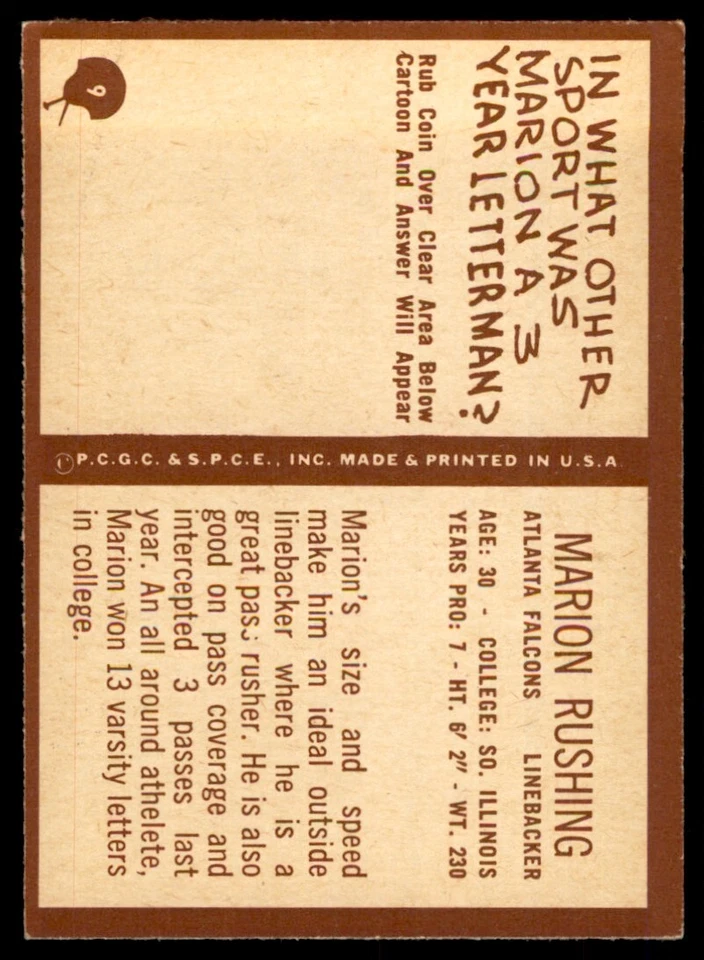 IN WHAT OTHER
SPORT WAS
MARION A 3
YEAR LETTERMAN?
Rub Coin Over Clear Area Below
Cartoon And Answer Will Appear
9
P.C.G.C. & S.P.C.E., INC. MADE & PRINTED IN U.S.A
MARION RUSHING
ATLANTA FALCONS LINEBACKER
AGE: 30 - COLLEGE: SO. ILLINOIS
YEARS PRO: 7 - HT. 6' 2" - WT. 230
Marion's size and speed
make him an ideal outside
linebacker where he is a
great pass rusher. He is also
good on pass coverage and
intercepted 3 passes last
year. An all around athelete,
Marion won 13 varsity letters
in college.